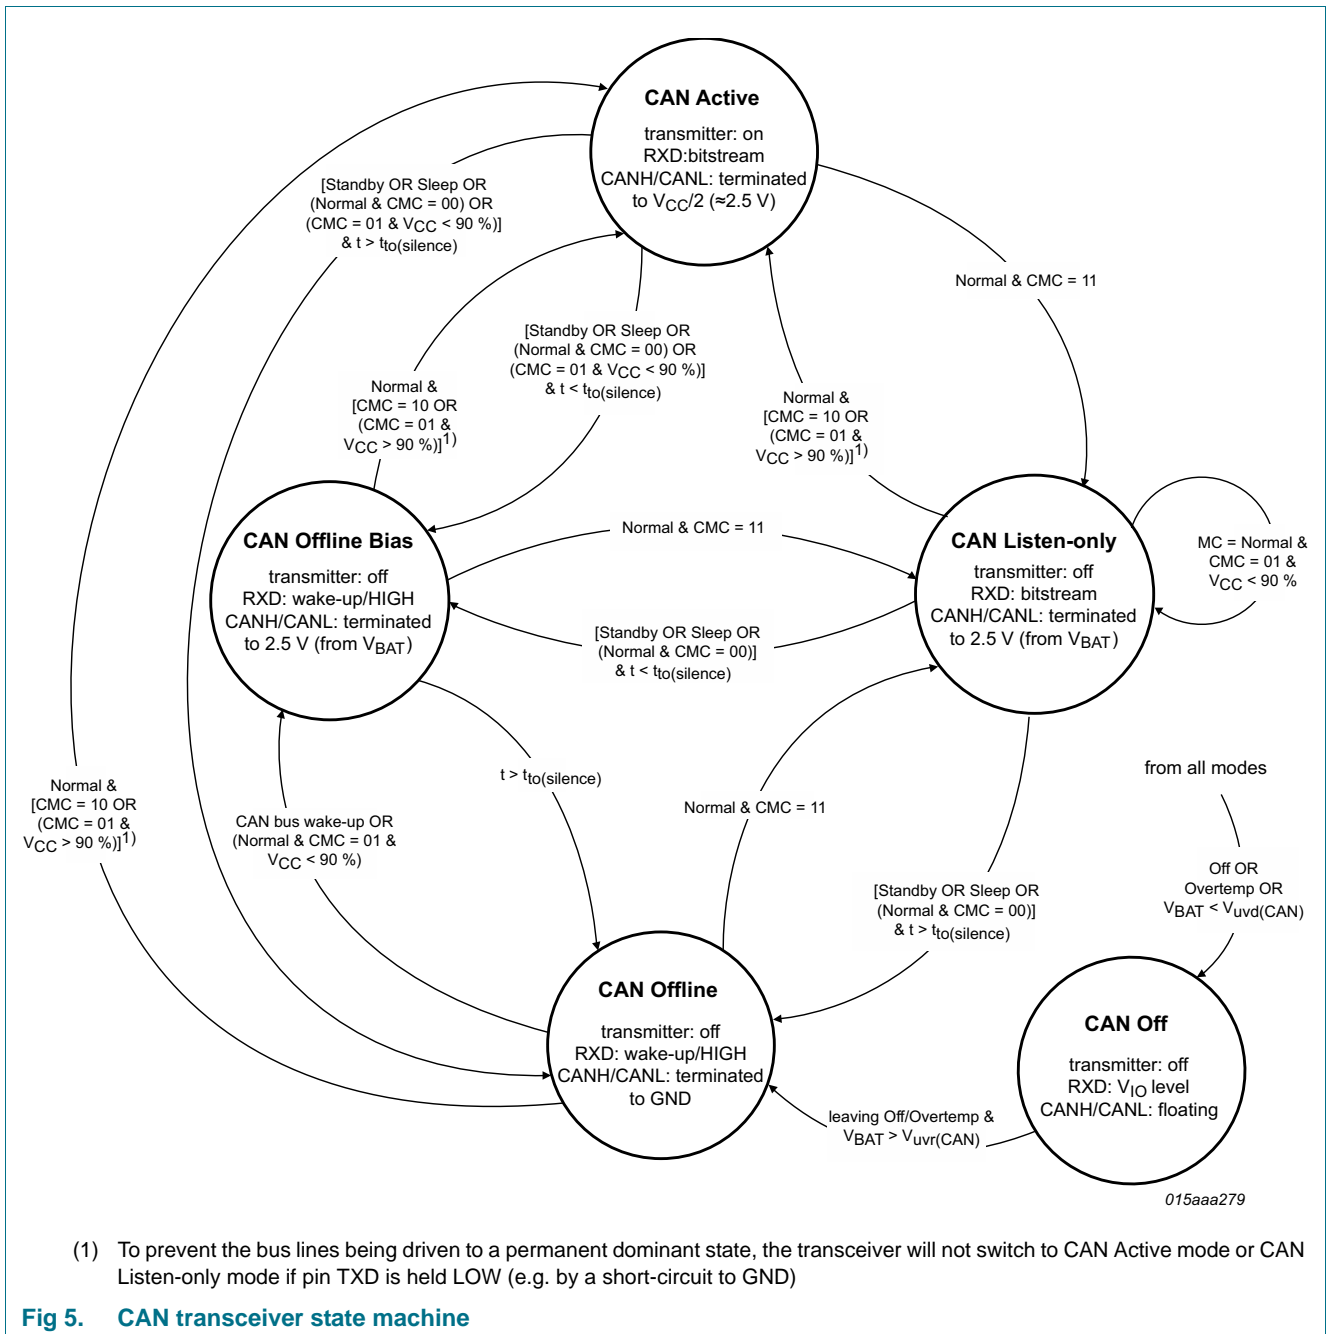 CAN Active
transmitter: on
RXD:bitstream
CANH/CANL: terminated
to VCC/2 (≈2.5 V)
[Standby OR Sleep OR
(Normal & CMC = 00) OR
(CMC = 01 & VCC < 90 %)]
& t > tto(silence)
Normal & CMC = 11
[Standby OR Sleep OR
(Normal & CMC = 00) OR
(CMC = 01 & VCC < 90 %)]
& t < tto(silence)
Normal &
[CMC = 10 OR
(CMC = 01 &
VCC > 90 %)]1)
Normal &
[CMC = 10 OR
(CMC = 01 &
VCC > 90 %)]1)
CAN Offline Bias
transmitter: off
RXD: wake-up/HIGH
CANH/CANL: terminated
to 2.5 V (from VBAT)
Normal & CMC = 11
CAN Listen-only
transmitter: off
RXD: bitstream
CANH/CANL: terminated
to 2.5 V (from VBAT)
MC = Normal &
CMC = 01 &
VCC < 90 %
[Standby OR Sleep OR
(Normal & CMC = 00)]
& t < tto(silence)
Normal &
[CMC = 10 OR
(CMC = 01 &
VCC > 90 %)]1)
CAN bus wake-up OR
(Normal & CMC = 01 &
VCC < 90 %)
t > tto(silence)
Normal & CMC = 11
from all modes
[Standby OR Sleep OR
(Normal & CMC = 00)]
& t > tto(silence)
Off OR
Overtemp OR
VBAT < Vuvd(CAN)
CAN Offline
transmitter: off
RXD: wake-up/HIGH
CANH/CANL: terminated
to GND
CAN Off
transmitter: off
RXD: VIO level
CANH/CANL: floating
leaving Off/Overtemp &
VBAT > Vuvr(CAN)
015aaa279
(1) To prevent the bus lines being driven to a permanent dominant state, the transceiver will not switch to CAN Active mode or CAN
Listen-only mode if pin TXD is held LOW (e.g. by a short-circuit to GND)
Fig 5. CAN transceiver state machine